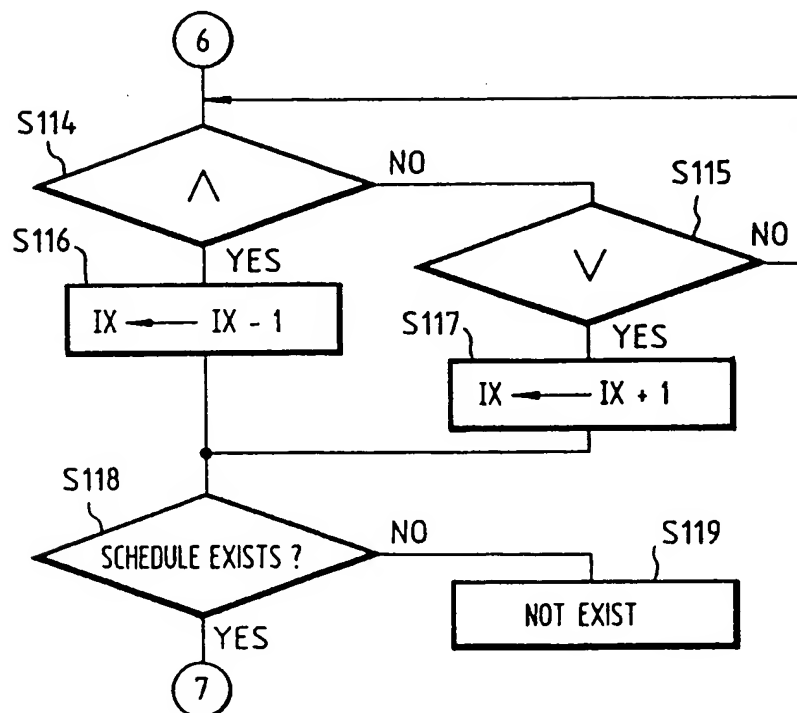 6
S114
∧
NO
S115
∨
NO
S116
YES
IX ← IX - 1
S117
YES
IX ← IX + 1
S118
SCHEDULE EXISTS ?
NO
S119
NOT EXIST
YES
7